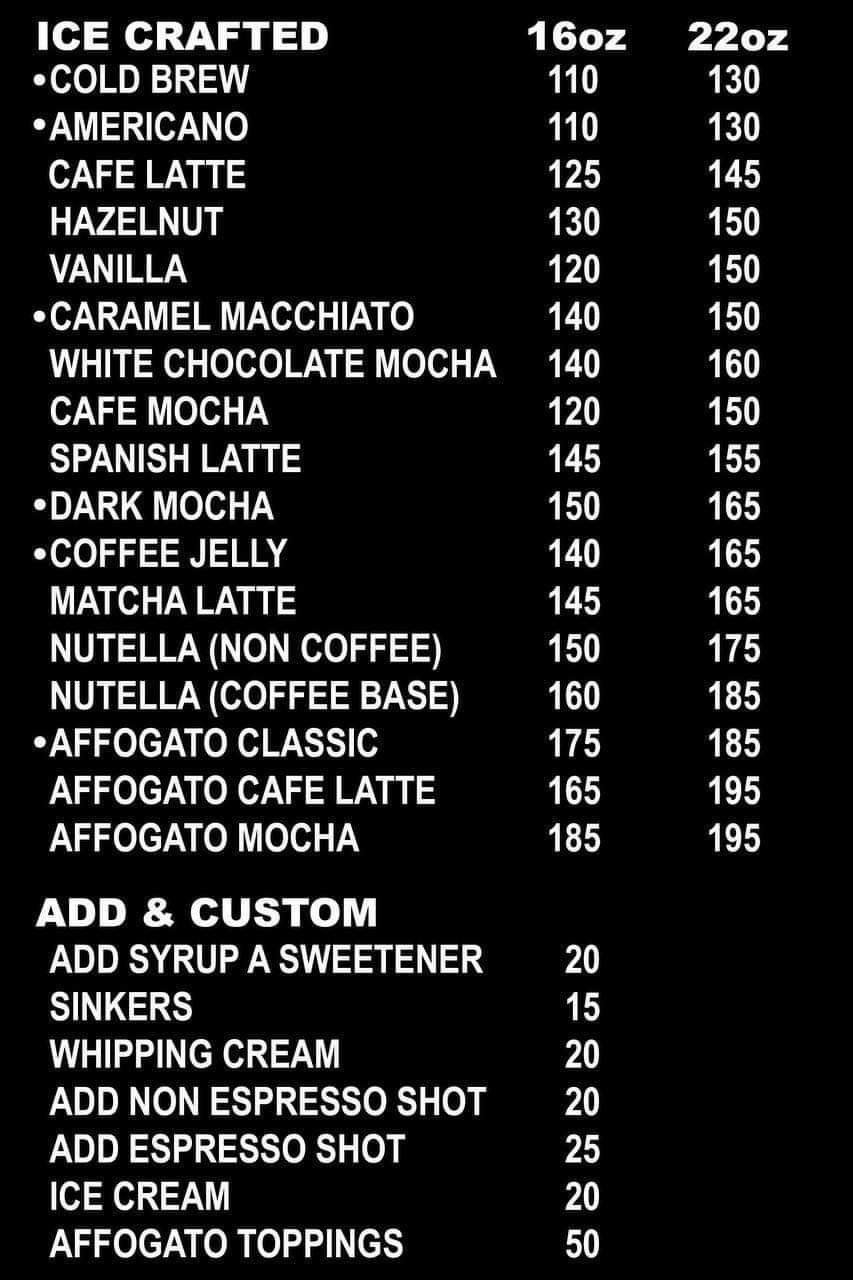 ICE CRAFTED 16oz 22oz
•COLD BREW 110 130
•AMERICANO 110 130
CAFE LATTE 125 145
HAZELNUT 130 150
VANILLA 120 150
•CARAMEL MACCHIATO 140 150
WHITE CHOCOLATE MOCHA 140 160
CAFE MOCHA 120 150
SPANISH LATTE 145 155
•DARK MOCHA 150 165
•COFFEE JELLY 140 165
MATCHA LATTE 145 165
NUTELLA (NON COFFEE) 150 175
NUTELLA (COFFEE BASE) 160 185
•AFFOGATO CLASSIC 175 185
AFFOGATO CAFE LATTE 165 195
AFFOGATO MOCHA 185 195
ADD & CUSTOM
ADD SYRUP A SWEETENER 20
SINKERS 15
WHIPPING CREAM 20
ADD NON ESPRESSO SHOT 20
ADD ESPRESSO SHOT 25
ICE CREAM 20
AFFOGATO TOPPINGS 50